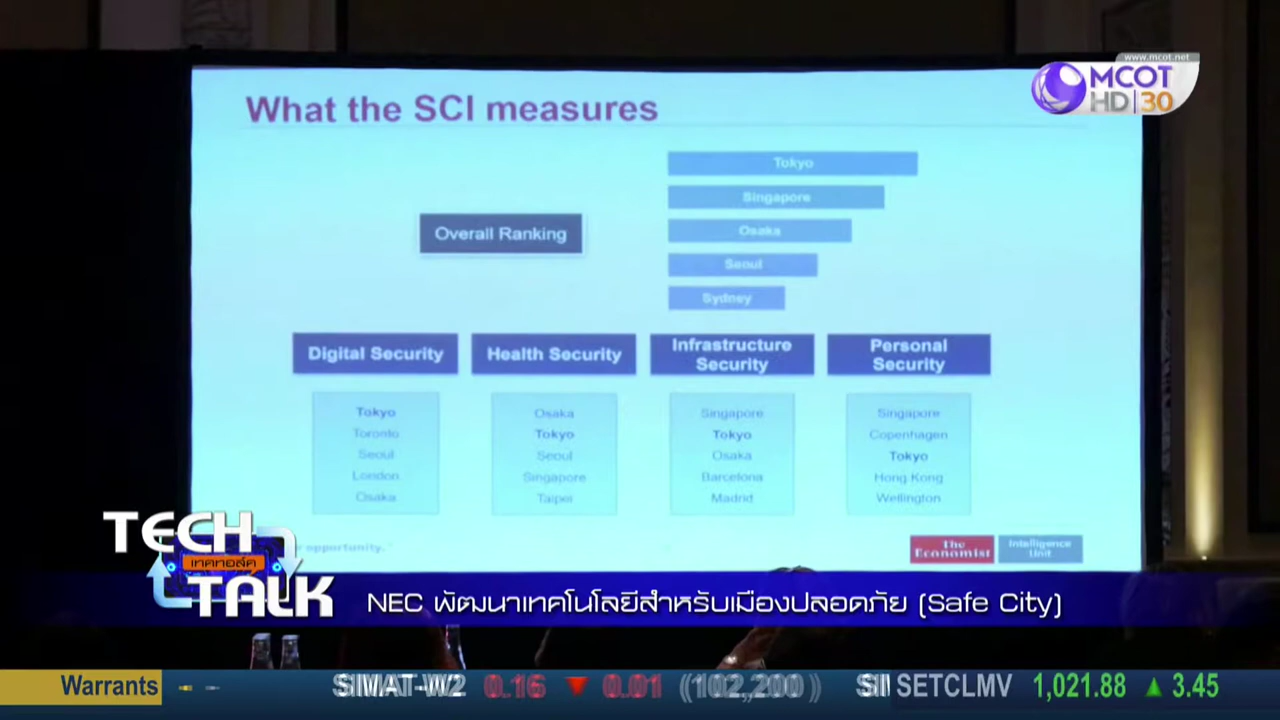 www.mcot.net
MCOT
HD 30
What the SCI measures
Tokyo
Singapore
Osaka
Seoul
Sydney
Overall Ranking
Digital Security
Health Security
Infrastructure
Security
Personal
Security
Tokyo
Toronto
Seoul
London
Osaka
Osaka
Tokyo
Seoul
Singapore
Taipei
Singapore
Tokyo
Osaka
Barcelona
Madrid
Singapore
Copenhagen
Tokyo
Hong Kong
Wellington
opportunity."
The
Economist
Intelligence
Unit
TECH
เทคทอล์ค
TALK
NEC พัฒนาเทคโนโลยีสำหรับเมืองปลอดภัย (Safe City)
Warrants SIMAT-W2 0.16 ▼ 0.01 (102,200) SETCLMV 1,021.88 ▲ 3.45